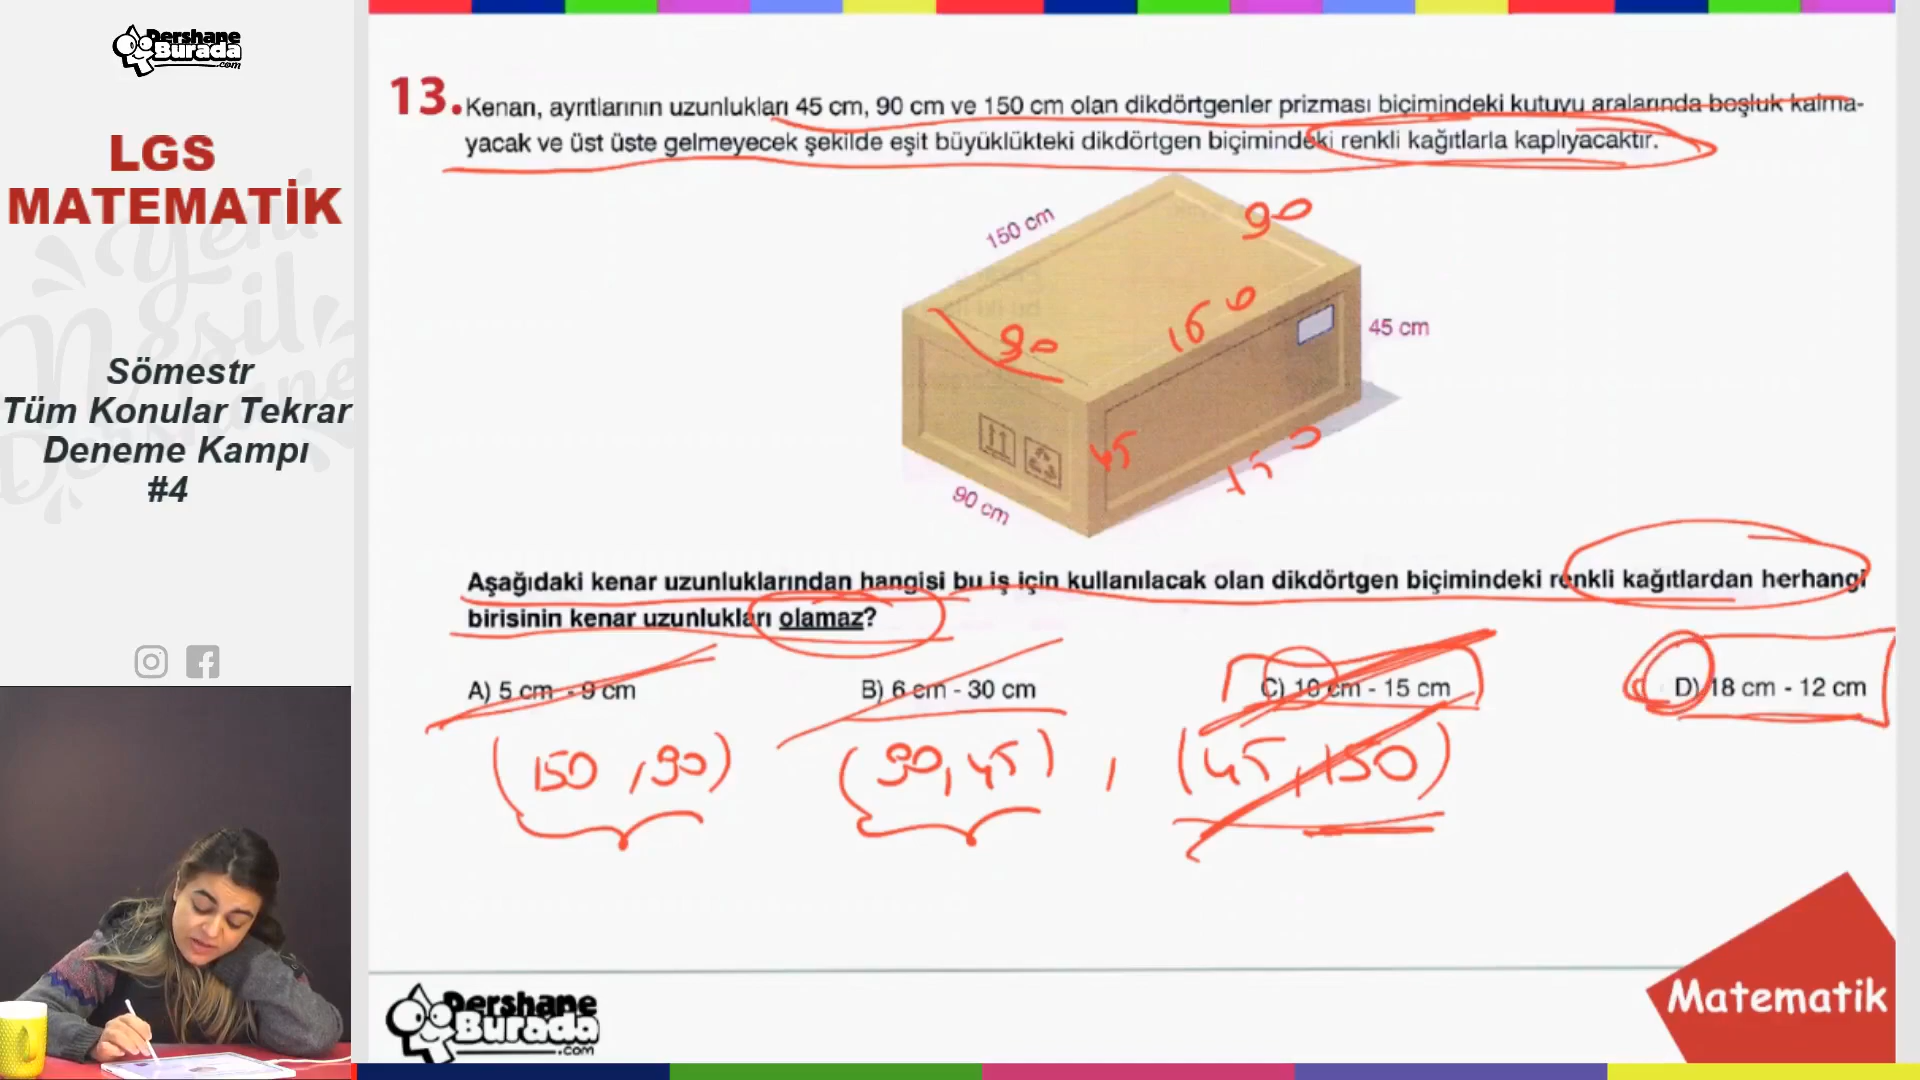 Dershane
Burada
.com
LGS
MATEMATİK
Yeni
Nesil
Dershane
Sömestr
Tüm Konular Tekrar
Deneme Kampı
#4
13. Kenan, ayrıtlarının uzunlukları 45 cm, 90 cm ve 150 cm olan dikdörtgenler prizması biçimindeki kutuyu aralarında boşluk kalma-
yacak ve üst üste gelmeyecek şekilde eşit büyüklükteki dikdörtgen biçimindeki renkli kağıtlarla kaplıyacaktır.
150 cm
90
90
150
45 cm
45
150
90 cm
Aşağıdaki kenar uzunluklarından hangisi bu iş için kullanılacak olan dikdörtgen biçimindeki renkli kağıtlardan herhangi
birisinin kenar uzunlukları olamaz?
A) 5 cm - 9 cm
B) 6 cm - 30 cm
C) 10 cm - 15 cm
D) 18 cm - 12 cm
(150, 90) (90, 45), (45, 150)
Dershane
Burada
.com
Matematik